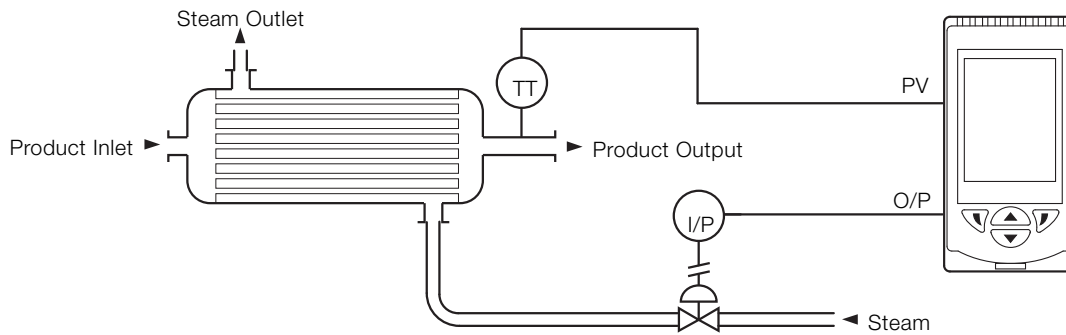 Steam Outlet
TT
PV
Product Inlet
Product Output
O/P
I/P
Steam